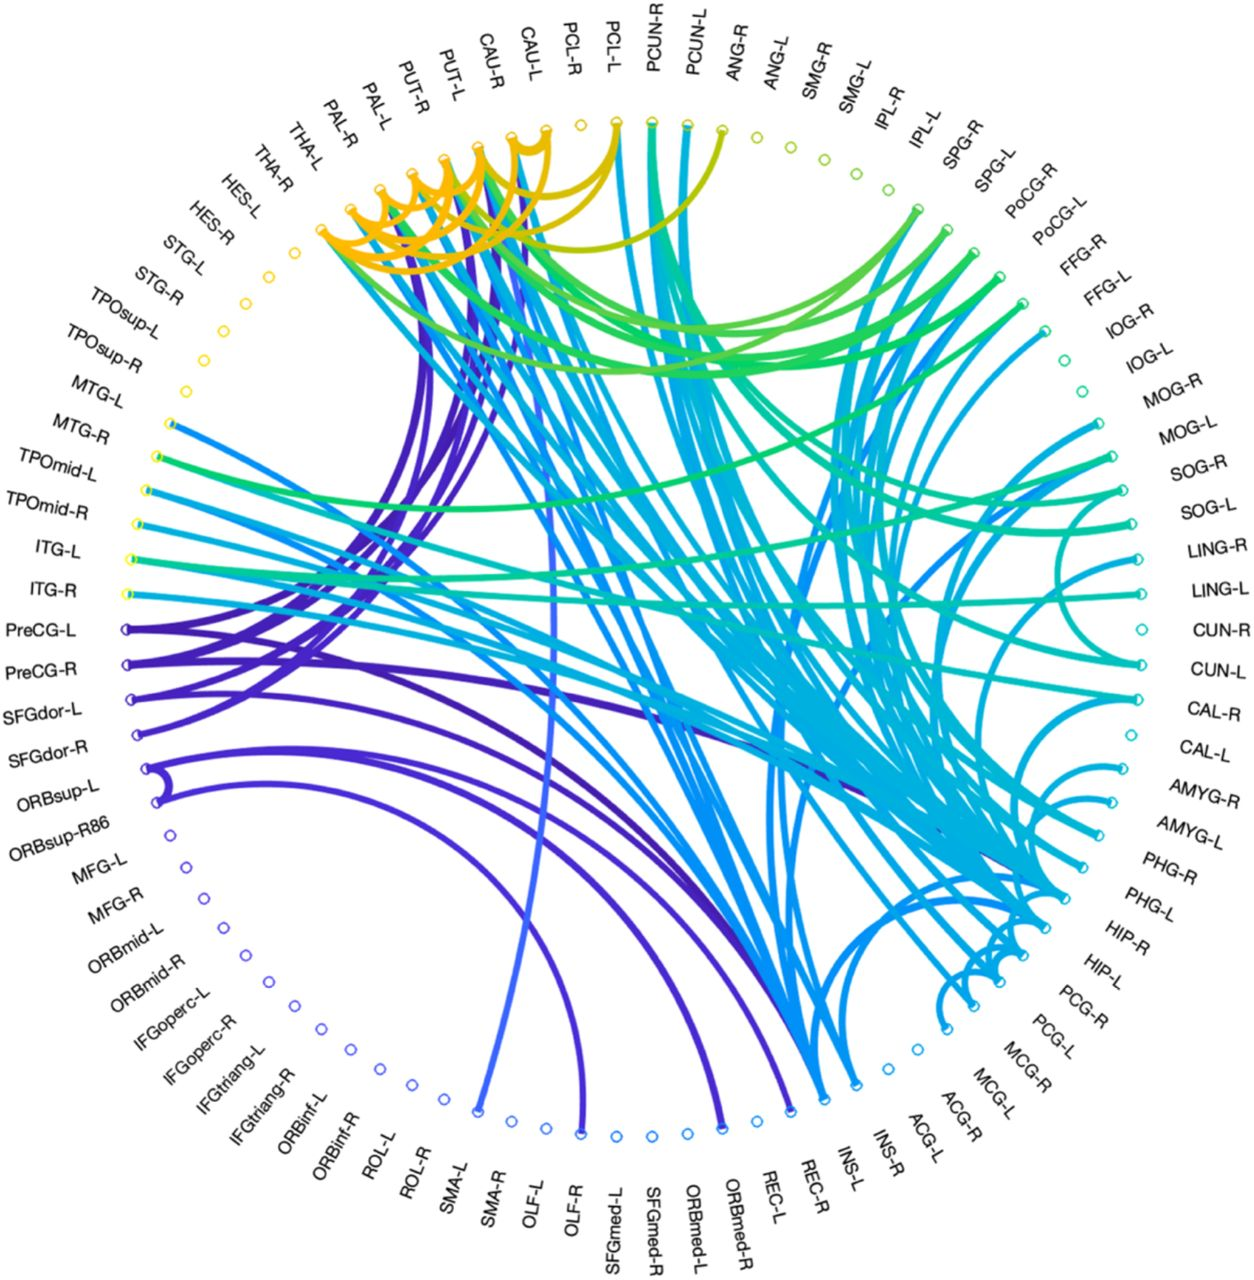 PCUN-R
PCUN-L
ANG-R
ANG-L
SMG-R
SMG-L
IPL-R
IPL-L
SPG-R
SPG-L
PoCG-R
PoCG-L
FFG-R
FFG-L
IOG-R
IOG-L
MOG-R
MOG-L
SOG-R
SOG-L
LING-R
LING-L
CUN-R
CUN-L
CAL-R
CAL-L
AMYG-R
AMYG-L
PHG-R
PHG-L
HIP-R
HIP-L
PCG-R
PCG-L
MCG-R
MCG-L
ACG-R
ACG-L
INS-R
INS-L
REC-R
REC-L
ORBmed-R
ORBmed-L
SFGmed-R
SFGmed-L
OLF-R
OLF-L
SMA-R
SMA-L
ROL-R
ROL-L
ORBinf-R
ORBinf-L
IFGtriang-R
IFGtriang-L
IFGoperc-R
IFGoperc-L
ORBmid-R
ORBmid-L
MFG-R
MFG-L
ORBsup-R86
ORBsup-L
SFGdor-R
SFGdor-L
PreCG-R
PreCG-L
ITG-R
ITG-L
TPOmid-R
TPOmid-L
MTG-R
MTG-L
TPOsup-R
TPOsup-L
STG-R
STG-L
HES-R
HES-L
THA-R
THA-L
PAL-R
PAL-L
PUT-R
PUT-L
CAU-R
CAU-L
PCL-R
PCL-L